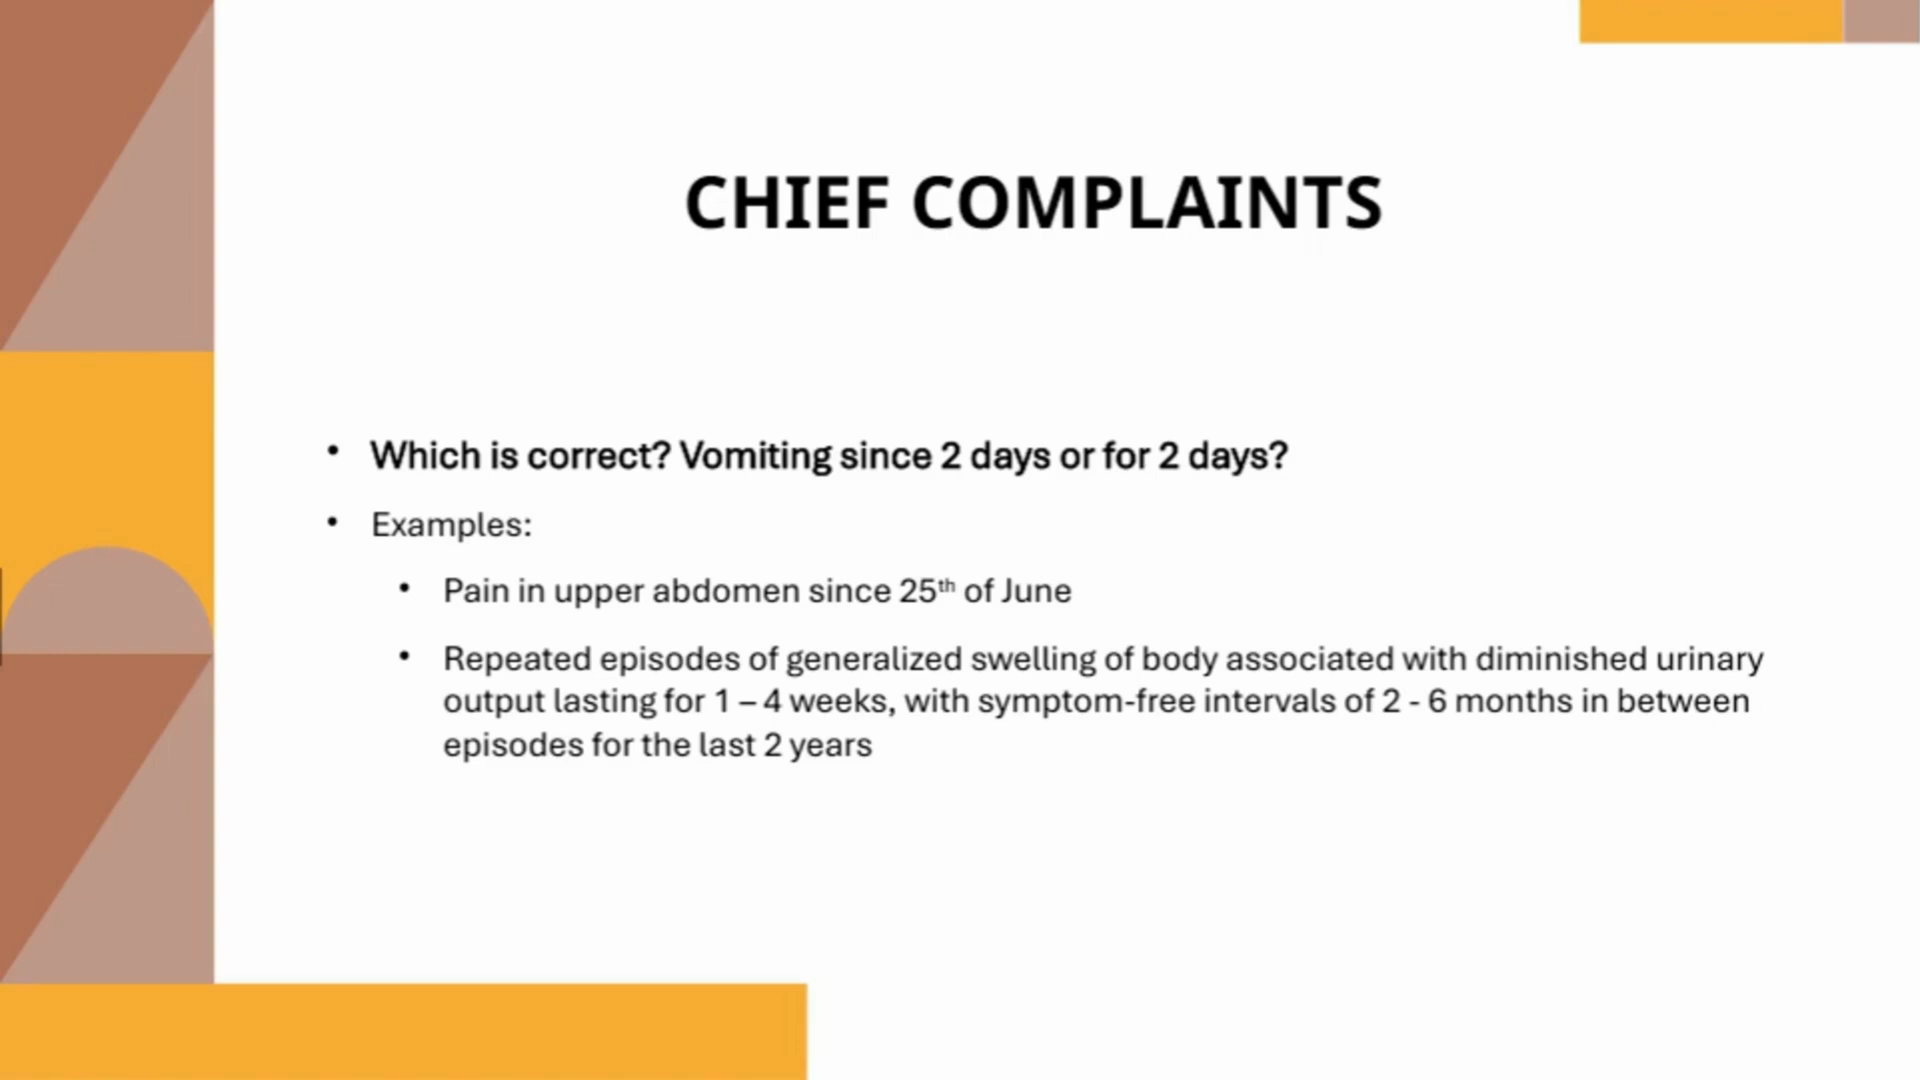 CHIEF COMPLAINTS
• Which is correct? Vomiting since 2 days or for 2 days?
• Examples:
• Pain in upper abdomen since 25th of June
• Repeated episodes of generalized swelling of body associated with diminished urinary
output lasting for 1 – 4 weeks, with symptom-free intervals of 2 - 6 months in between
episodes for the last 2 years